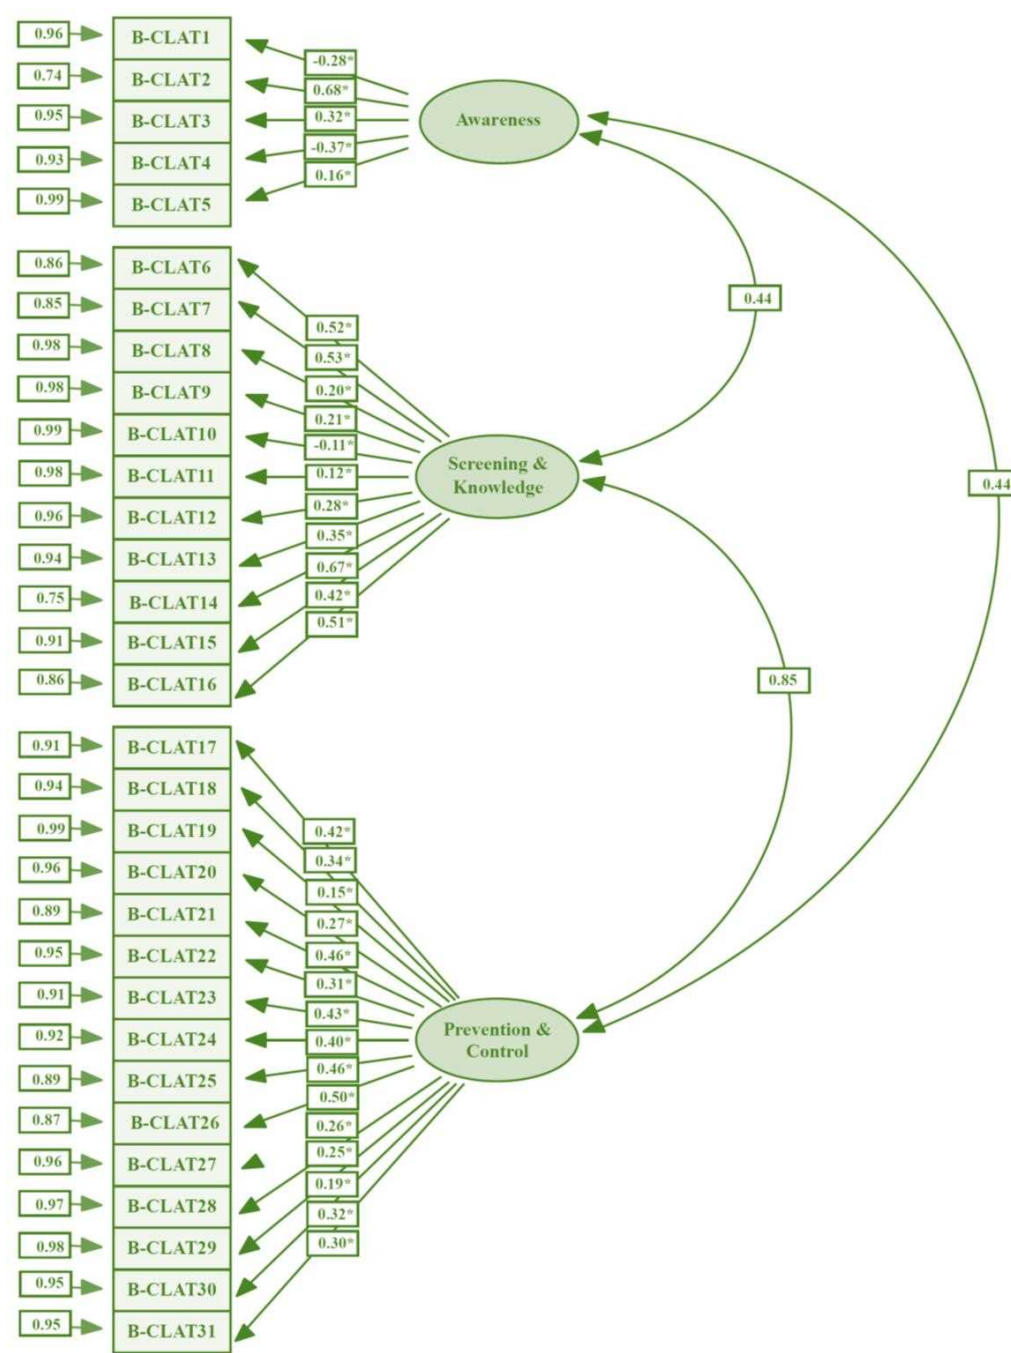 0.96 B-CLAT1
-0.28*
0.74 B-CLAT2
0.68*
0.95 B-CLAT3
0.32*
Awareness
0.93 B-CLAT4
-0.37*
0.99 B-CLAT5
0.16*
0.86 B-CLAT6
0.52*
0.85 B-CLAT7
0.53*
0.98 B-CLAT8
0.20*
0.98 B-CLAT9
0.21*
0.99 B-CLAT10
-0.11*
0.98 B-CLAT11
0.12*
0.96 B-CLAT12
0.28*
0.94 B-CLAT13
0.35*
0.75 B-CLAT14
0.67*
0.91 B-CLAT15
0.42*
0.86 B-CLAT16
0.51*
Screening &
Knowledge
0.44
0.44
0.85
0.91 B-CLAT17
0.42*
0.94 B-CLAT18
0.34*
0.99 B-CLAT19
0.15*
0.96 B-CLAT20
0.27*
0.89 B-CLAT21
0.46*
0.95 B-CLAT22
0.31*
0.91 B-CLAT23
0.43*
0.92 B-CLAT24
0.40*
0.89 B-CLAT25
0.46*
0.87 B-CLAT26
0.50*
0.96 B-CLAT27
0.26*
0.97 B-CLAT28
0.25*
0.98 B-CLAT29
0.19*
0.95 B-CLAT30
0.32*
0.95 B-CLAT31
0.30*
Prevention &
Control